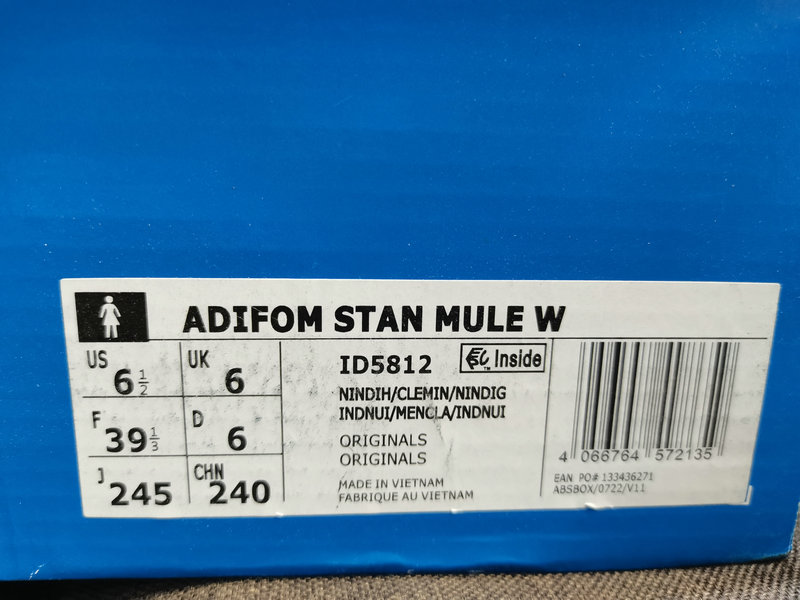 ADIFOM STAN MULE W
US 6 1/2 UK 6
F 39 1/3 D 6
J 245 CHN 240
ID5812 Inside
NINDIH/CLEMIN/NINDIG
INDNUI/MENCLA/INDNUI
ORIGINALS
ORIGINALS
MADE IN VIETNAM
FABRIQUE AU VIETNAM
4 066764 572135
EAN PO# 133436271
ABSBOX/0722/V11